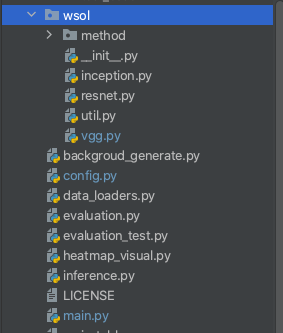 wsol
method
__init__.py
inception.py
resnet.py
util.py
vgg.py
backgroud_generate.py
config.py
data_loaders.py
evaluation.py
evaluation_test.py
heatmap_visual.py
inference.py
LICENSE
main.py